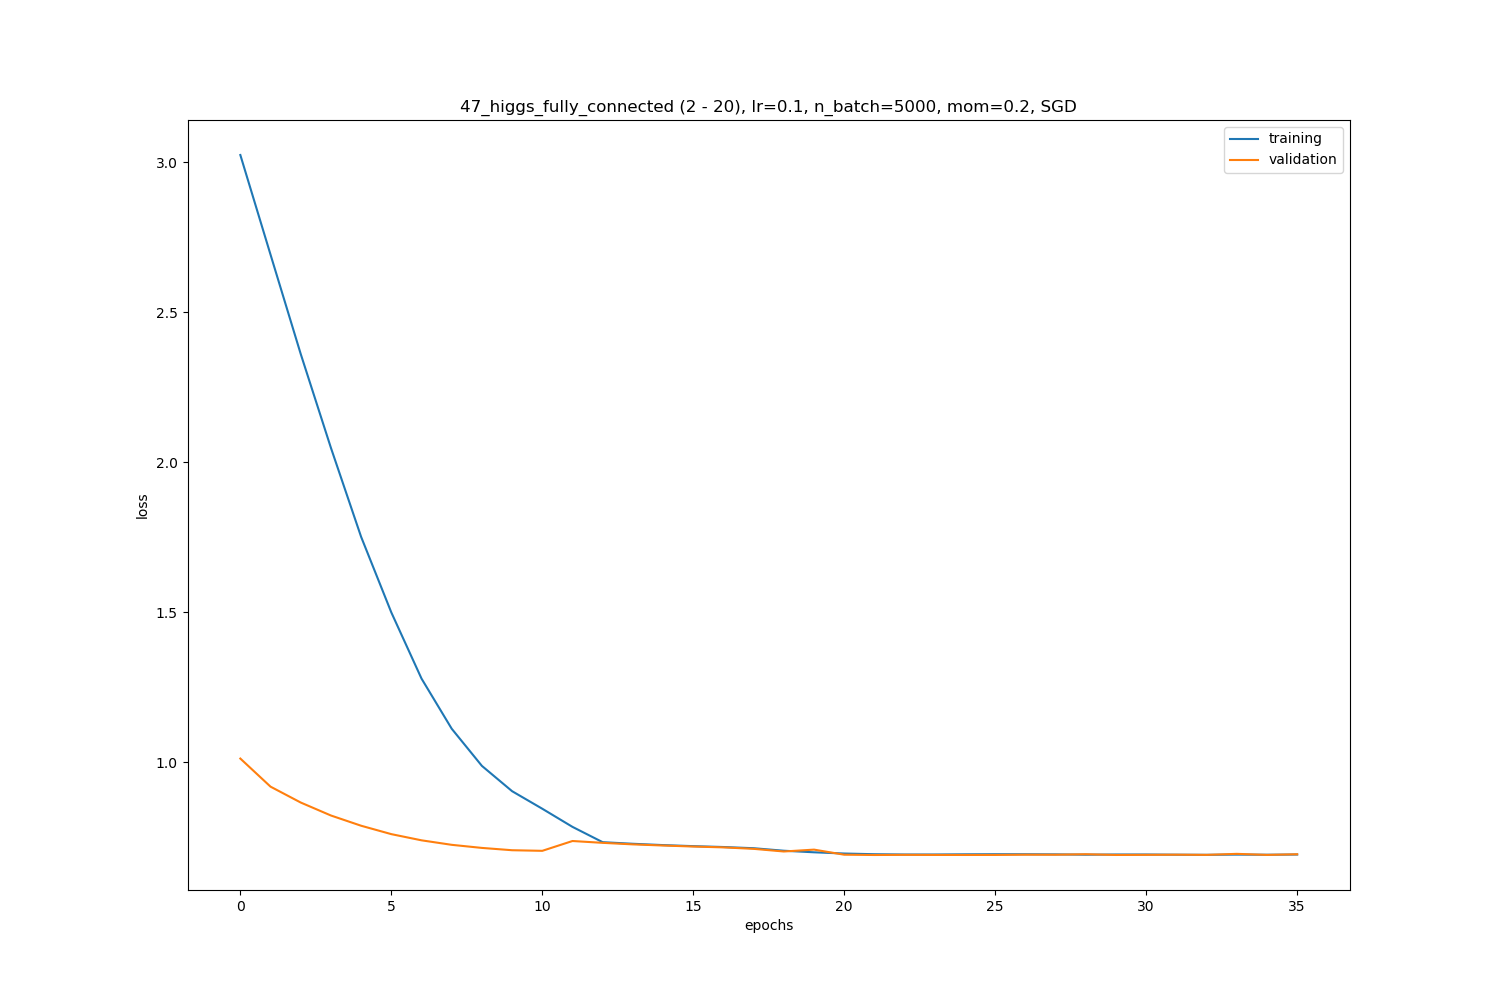 47_higgs_fully_connected (2 - 20), lr=0.1, n_batch=5000, mom=0.2, SGD
training
validation
3.0
2.5
2.0
1.5
1.0
loss
0
5
10
15
20
25
30
35
epochs